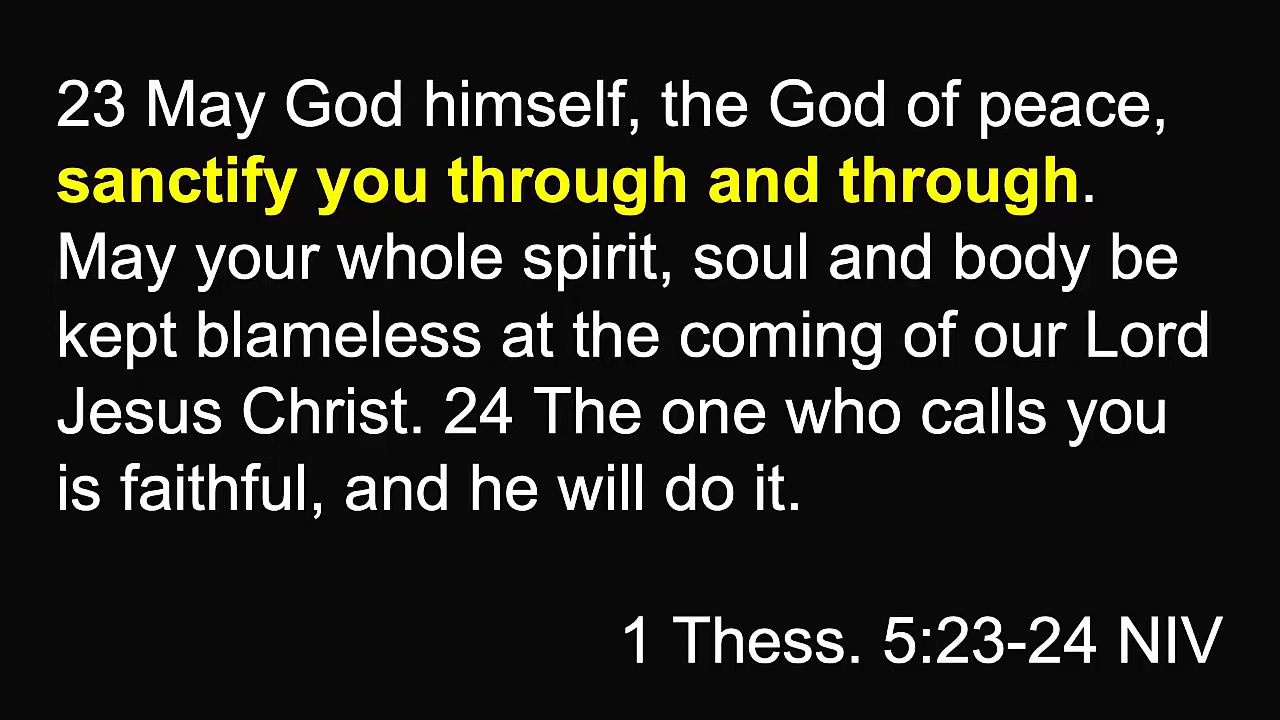 23 May God himself, the God of peace,
sanctify you through and through.
May your whole spirit, soul and body be
kept blameless at the coming of our Lord
Jesus Christ. 24 The one who calls you
is faithful, and he will do it.
1 Thess. 5:23-24 NIV